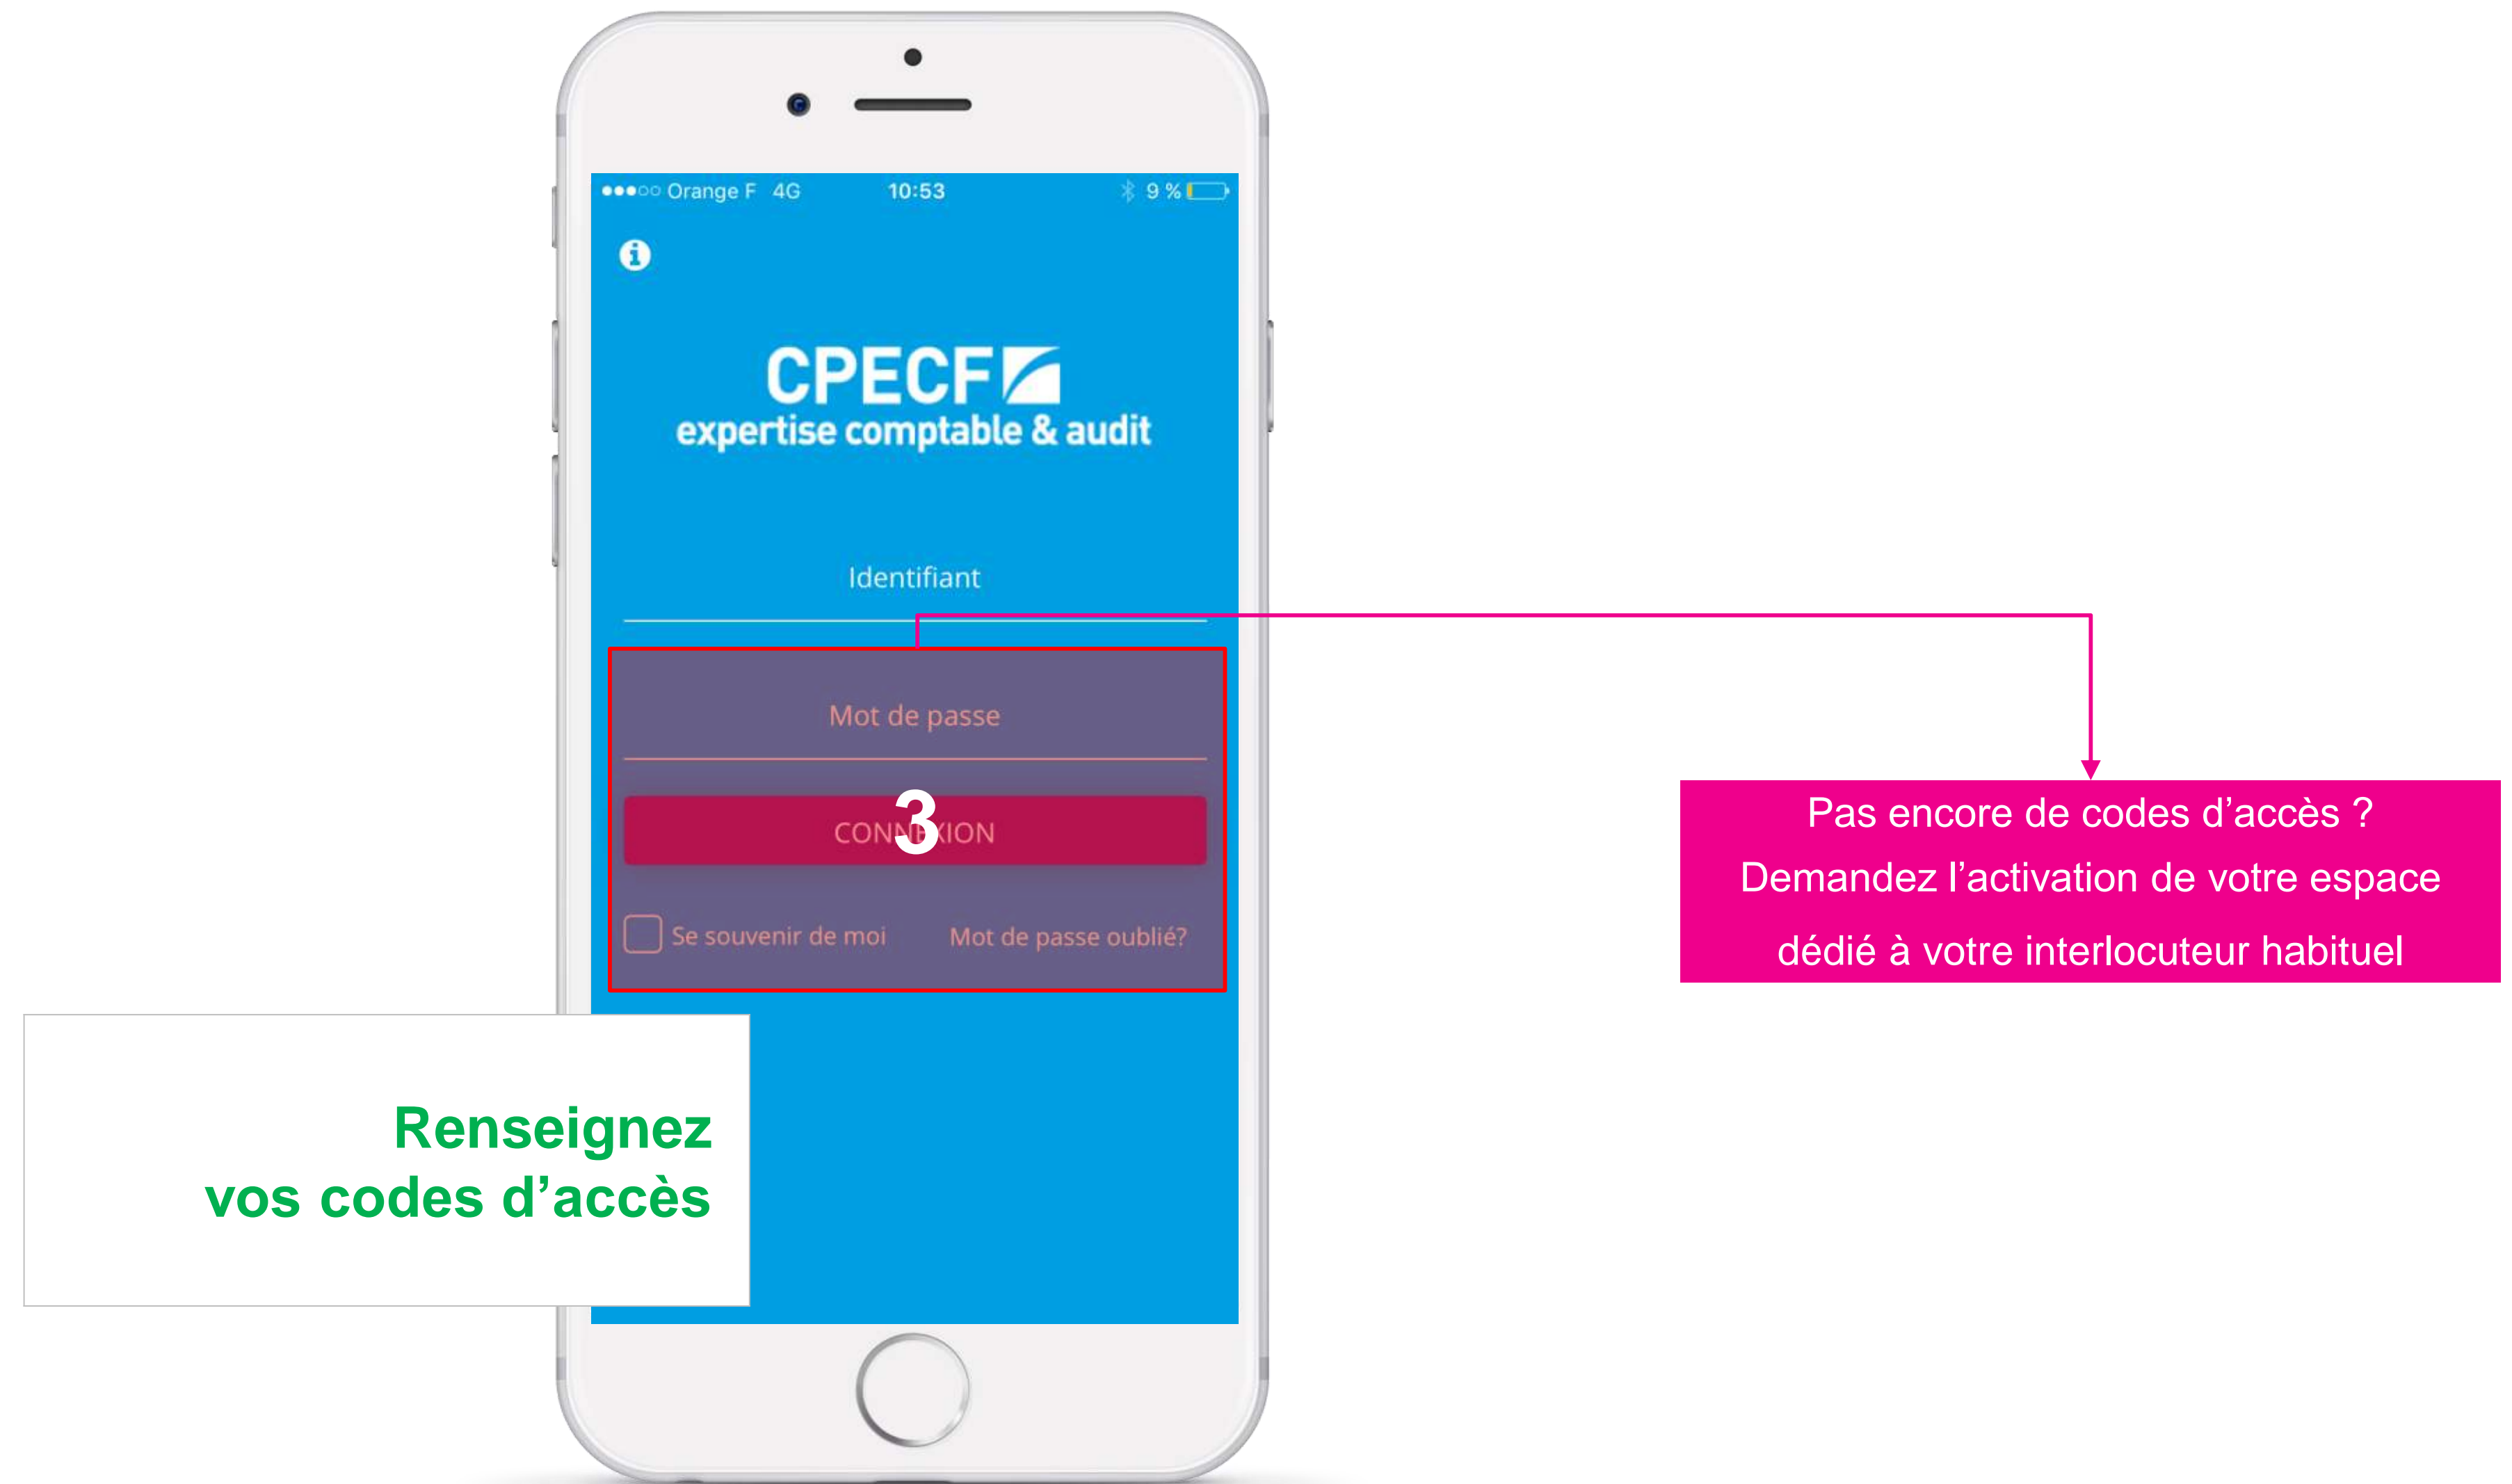 Orange F 4G 10:53 9 %
CPECF
expertise comptable & audit
Identifiant
Mot de passe
CONNEXION
3
Se souvenir de moi Mot de passe oublié?
Pas encore de codes d’accès ?
Demandez l’activation de votre espace
dédié à votre interlocuteur habituel
Renseignez
vos codes d’accès